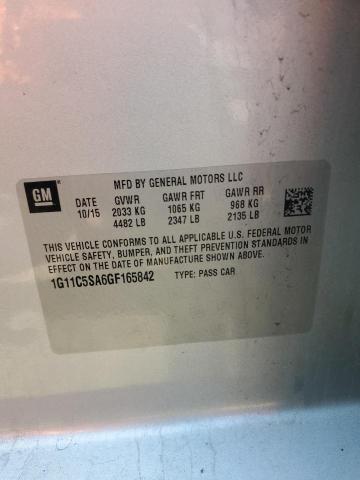 GM
MFD BY GENERAL MOTORS LLC
DATE GVWR GAWR FRT GAWR RR
10/15 2033 KG 1065 KG 968 KG
4482 LB 2347 LB 2135 LB
THIS VEHICLE CONFORMS TO ALL APPLICABLE U.S. FEDERAL MOTOR
VEHICLE SAFETY, BUMPER, AND THEFT PREVENTION STANDARDS IN
EFFECT ON THE DATE OF MANUFACTURE SHOWN ABOVE.
1G11C5SA6GF165842 TYPE: PASS CAR